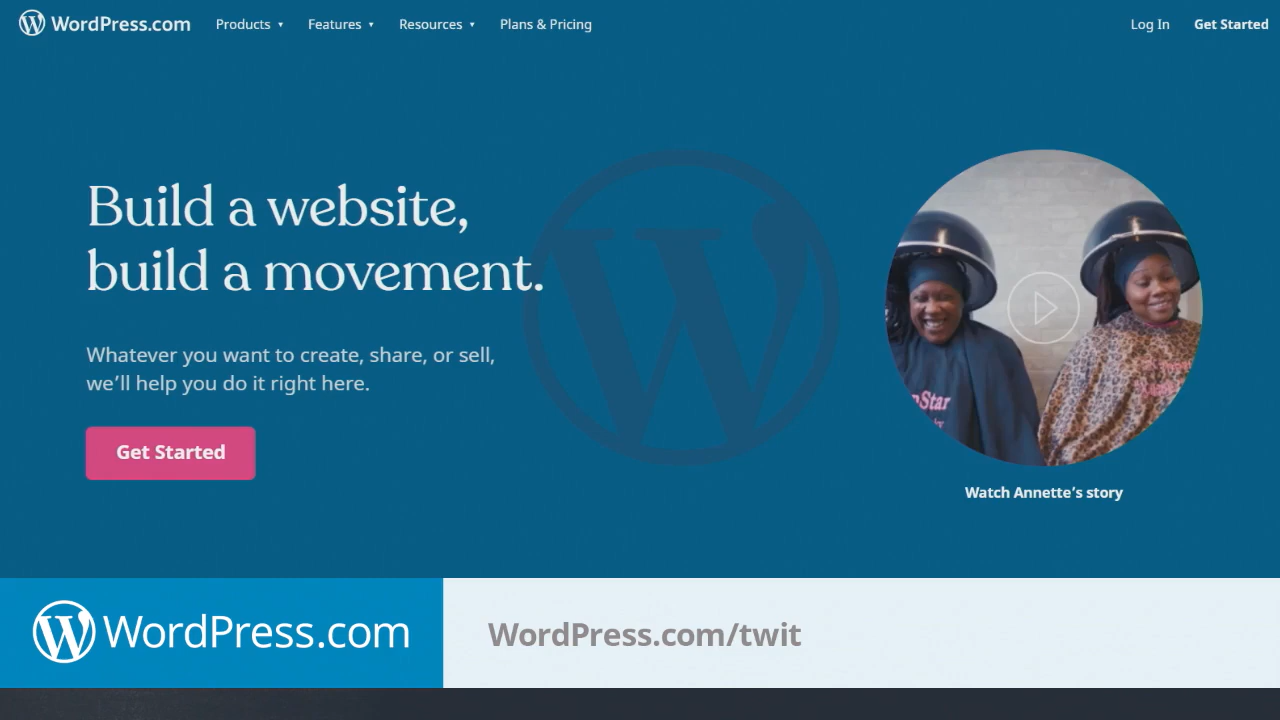 WordPress.com Products Features Resources Plans & Pricing Log In Get Started
Build a website,
build a movement.
Whatever you want to create, share, or sell,
we’ll help you do it right here.
Get Started
Watch Annette’s story
WordPress.com
WordPress.com/twit